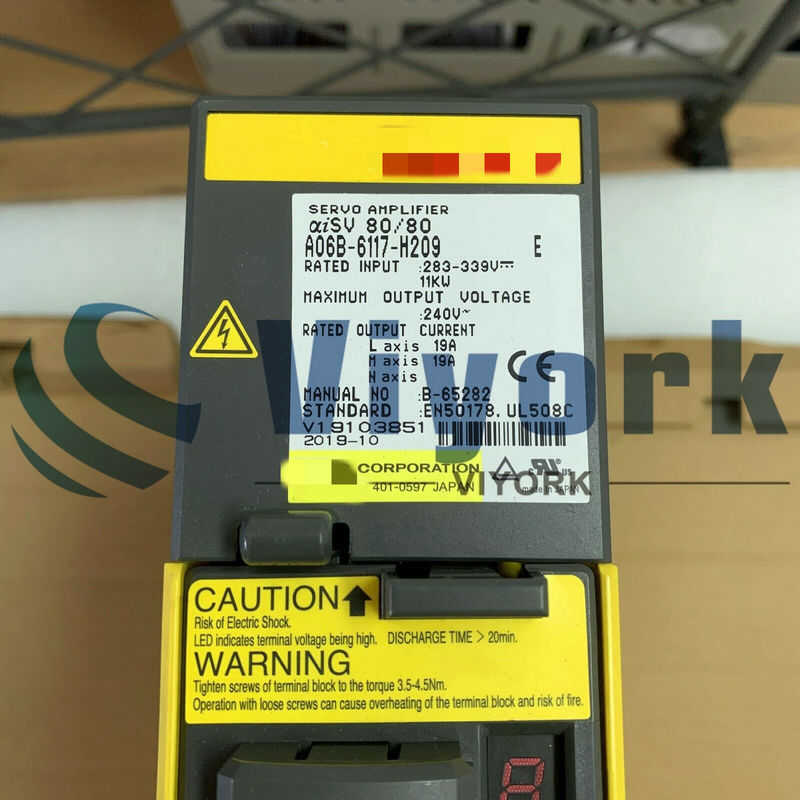 SERVO AMPLIFIER
αiSV 80/80
A06B-6117-H209 E
RATED INPUT :283-339V⎓
11KW
MAXIMUM OUTPUT VOLTAGE
:240V~
RATED OUTPUT CURRENT
L axis 19A
M axis 19A
N axis
CE
MANUAL NO :B-65282
STANDARD :EN50178. UL508C
V19103851
2019-10
CORPORATION
401-0597 JAPAN
c UL US
made in JAPAN
Viyork
VIYORK
CAUTION
Risk of Electric Shock.
LED indicates terminal voltage being high. DISCHARGE TIME > 20min.
WARNING
Tighten screws of terminal block to the torque 3.5-4.5Nm.
Operation with loose screws can cause overheating of the terminal block and risk of fire.